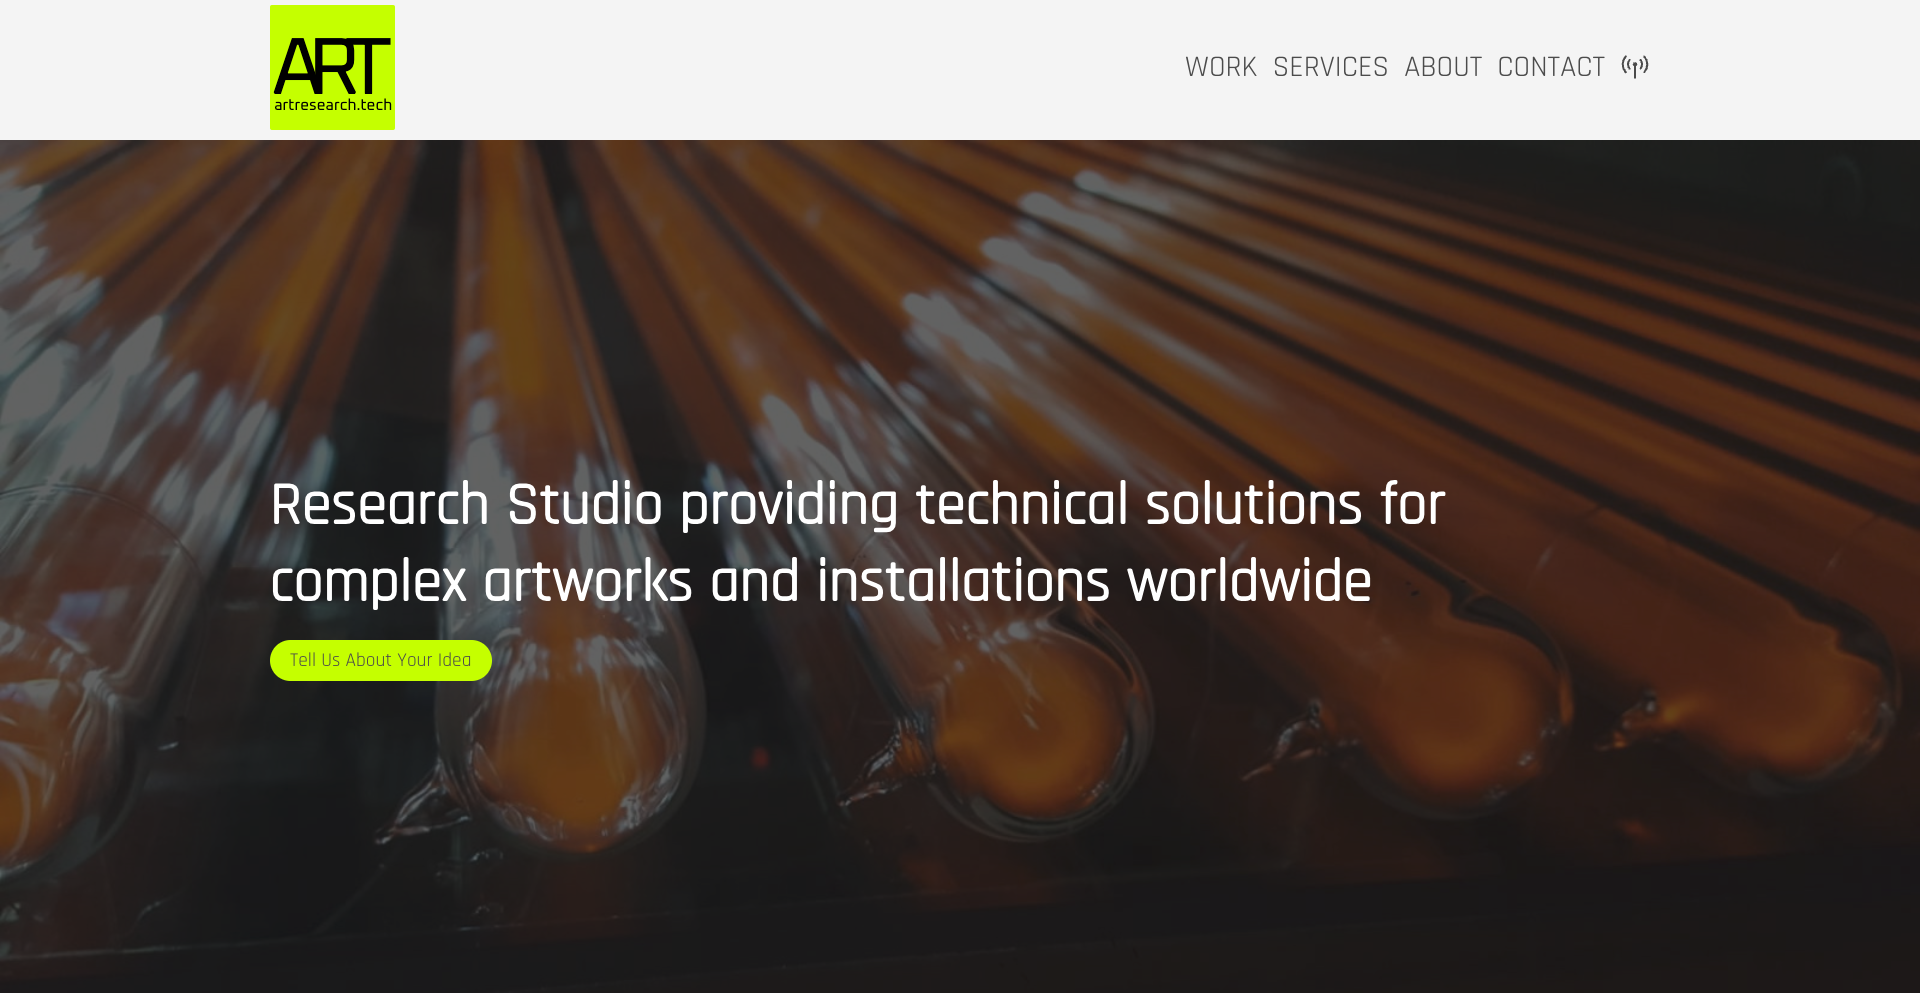 ART
artresearch.tech
WORK SERVICES ABOUT CONTACT
Research Studio providing technical solutions for
complex artworks and installations worldwide
Tell Us About Your Idea